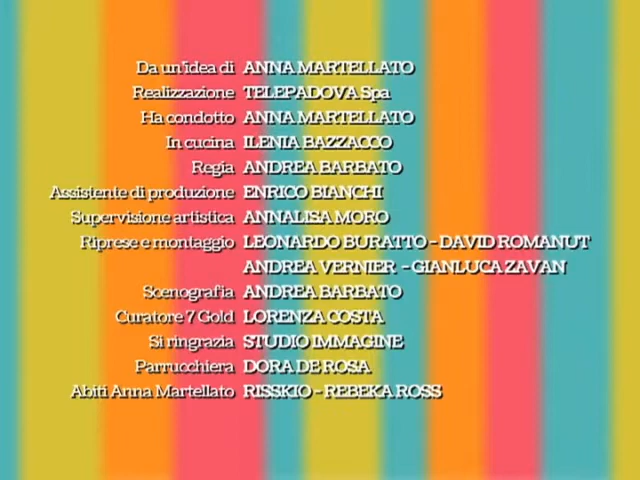 Da un'idea di ANNA MARTELLATO
Realizzazione TELEPADOVA Spa
Ha condotto ANNA MARTELLATO
In cucina ILENIA BAZZACCO
Regia ANDREA BARBATO
Assistente di produzione ENRICO BIANCHI
Supervisione artistica ANNALISA MORO
Riprese e montaggio LEONARDO BURATTO - DAVID ROMANUT
ANDREA VERNIER - GIANLUCA ZAVAN
Scenografia ANDREA BARBATO
Curatore 7 Gold LORENZA COSTA
Si ringrazia STUDIO IMMAGINE
Parrucchiera DORA DE ROSA
Abiti Anna Martellato RISSKIO - REBEKA ROSS